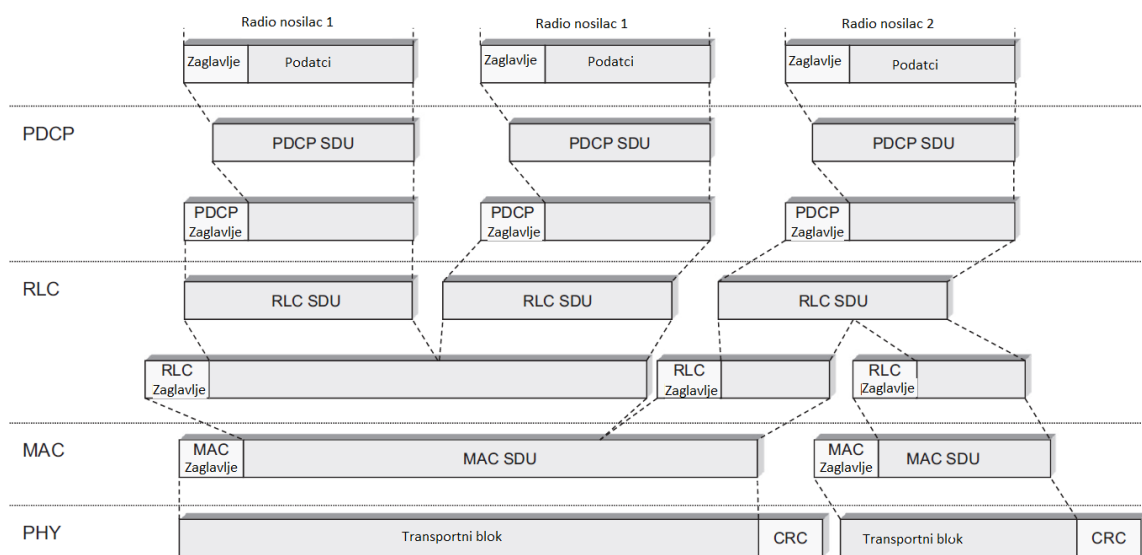 Radio nosilac 1
Radio nosilac 1
Radio nosilac 2
Zaglavlje
Podatci
Zaglavlje
Podatci
Zaglavlje
Podatci
PDCP
PDCP SDU
PDCP SDU
PDCP SDU
PDCP
Zaglavlje
PDCP
Zaglavlje
PDCP
Zaglavlje
RLC
RLC SDU
RLC SDU
RLC SDU
RLC
Zaglavlje
RLC
Zaglavlje
RLC
Zaglavlje
MAC
MAC
Zaglavlje
MAC SDU
MAC
Zaglavlje
MAC SDU
PHY
Transportni blok
CRC
Transportni blok
CRC